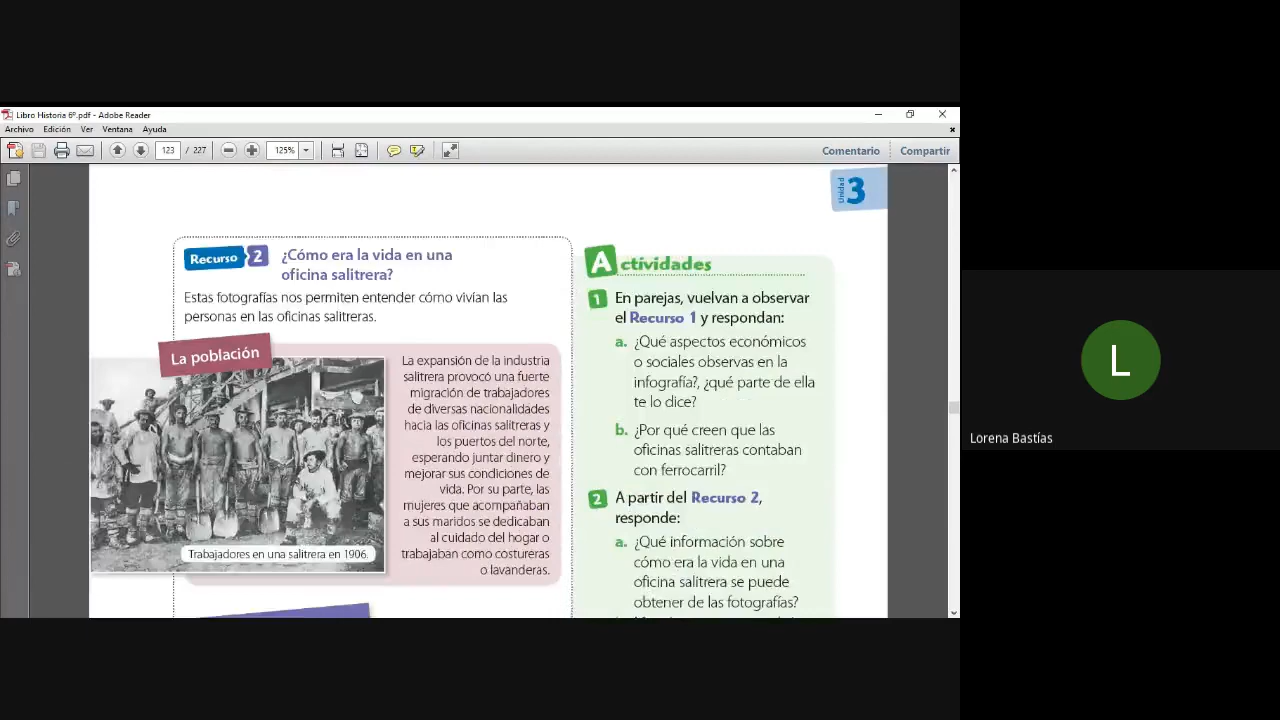 Libro Historia 6º.pdf - Adobe Reader
Archivo Edición Ver Ventana Ayuda
123 / 227 125% Comentario Compartir
Unidad 3
Recurso 2 ¿Cómo era la vida en una
oficina salitrera?
Estas fotografías nos permiten entender cómo vivían las
personas en las oficinas salitreras.
La población
La expansión de la industria
salitrera provocó una fuerte
migración de trabajadores
de diversas nacionalidades
hacia las oficinas salitreras y
los puertos del norte,
esperando juntar dinero y
mejorar sus condiciones de
vida. Por su parte, las
mujeres que acompañaban
a sus maridos se dedicaban
al cuidado del hogar o
trabajaban como costureras
o lavanderas.
Trabajadores en una salitrera en 1906.
Actividades
1 En parejas, vuelvan a observar
el Recurso 1 y respondan:
a. ¿Qué aspectos económicos
o sociales observas en la
infografía?, ¿qué parte de ella
te lo dice?
b. ¿Por qué creen que las
oficinas salitreras contaban
con ferrocarril?
2 A partir del Recurso 2,
responde:
a. ¿Qué información sobre
cómo era la vida en una
oficina salitrera se puede
obtener de las fotografías?
L
Lorena Bastías